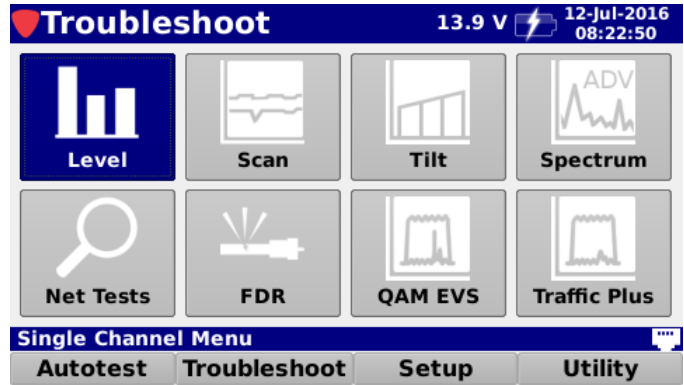 Troubleshoot
13.9 V
12-Jul-2016
08:22:50
Level
Scan
Tilt
ADV
Spectrum
Net Tests
FDR
QAM EVS
Traffic Plus
Single Channel Menu
Autotest
Troubleshoot
Setup
Utility